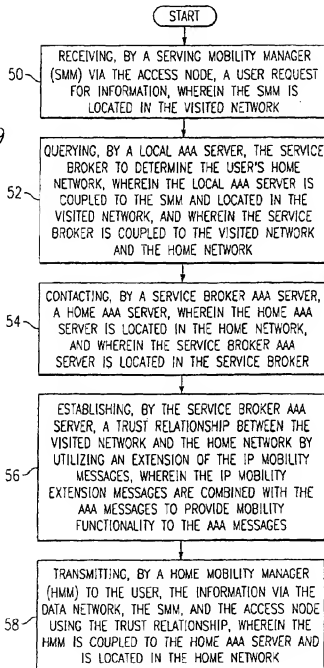 START
50
RECEIVING, BY A SERVING MOBILITY MANAGER
(SMM) VIA THE ACCESS NODE, A USER REQUEST
FOR INFORMATION, WHEREIN THE SMM IS
LOCATED IN THE VISITED NETWORK
52
QUERYING, BY A LOCAL AAA SERVER, THE SERVICE
BROKER TO DETERMINE THE USER'S HOME
NETWORK, WHEREIN THE LOCAL AAA SERVER IS
COUPLED TO THE SMM AND LOCATED IN THE
VISITED NETWORK, AND WHEREIN THE SERVICE
BROKER IS COUPLED TO THE VISITED NETWORK
AND THE HOME NETWORK
54
CONTACTING, BY A SERVICE BROKER AAA SERVER,
A HOME AAA SERVER, WHEREIN THE HOME AAA
SERVER IS LOCATED IN THE HOME NETWORK,
AND WHEREIN THE SERVICE BROKER AAA
SERVER IS LOCATED IN THE SERVICE BROKER
56
ESTABLISHING, BY THE SERVICE BROKER AAA
SERVER, A TRUST RELATIONSHIP BETWEEN THE
VISITED NETWORK AND THE HOME NETWORK BY
UTILIZING AN EXTENSION OF THE IP MOBILITY
MESSAGES, WHEREIN THE IP MOBILITY
EXTENSION MESSAGES ARE COMBINED WITH THE
AAA MESSAGES TO PROVIDE MOBILITY
FUNCTIONALITY TO THE AAA MESSAGES
58
TRANSMITTING, BY A HOME MOBILITY MANAGER
(HMM) TO THE USER, THE INFORMATION VIA THE
DATA NETWORK, THE SMM, AND THE ACCESS NODE
USING THE TRUST RELATIONSHIP, WHEREIN THE
HMM IS COUPLED TO THE HOME AAA SERVER AND
IS LOCATED IN THE HOME NETWORK